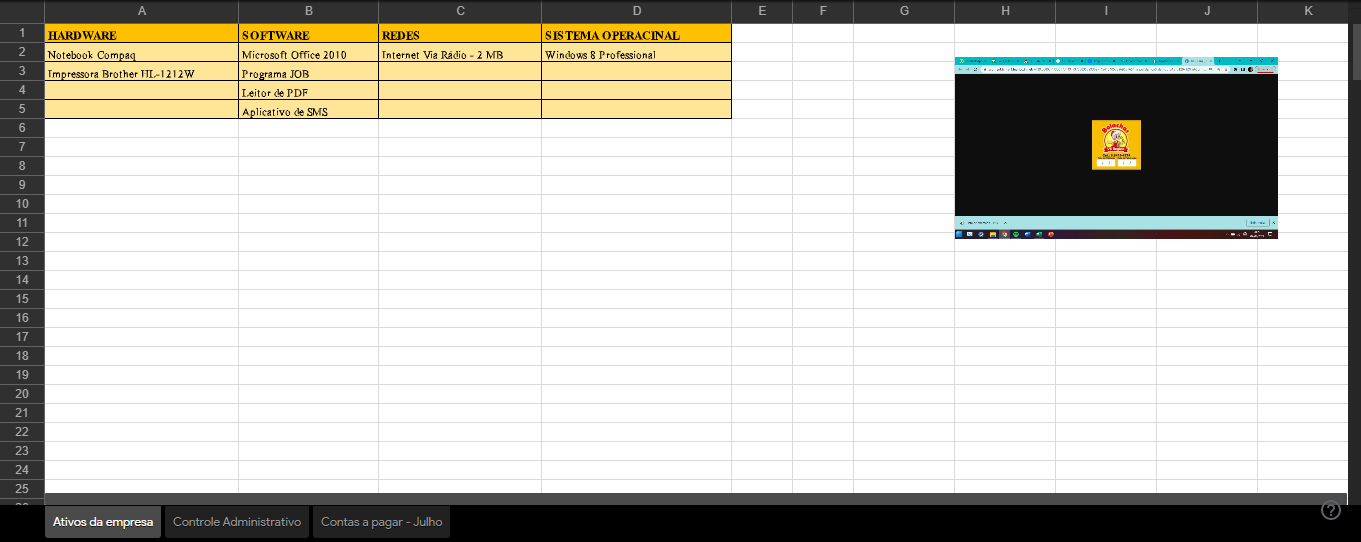 A B C D E F G H I J K
1 HARDWARE SOFTWARE REDES SISTEMA OPERACINAL
2 Notebook Compaq Microsoft Office 2010 Internet Via Rádio - 2 MB Windows 8 Professional
3 Impressora Brother HL-1212W Programa JOB
4 Leitor de PDF
5 Aplicativo de SMS
6
7
8
9
10
11
12
13
14
15
16
17
18
19
20
21
22
23
24
25
Ativos da empresa Controle Administrativo Contas a pagar - Julho